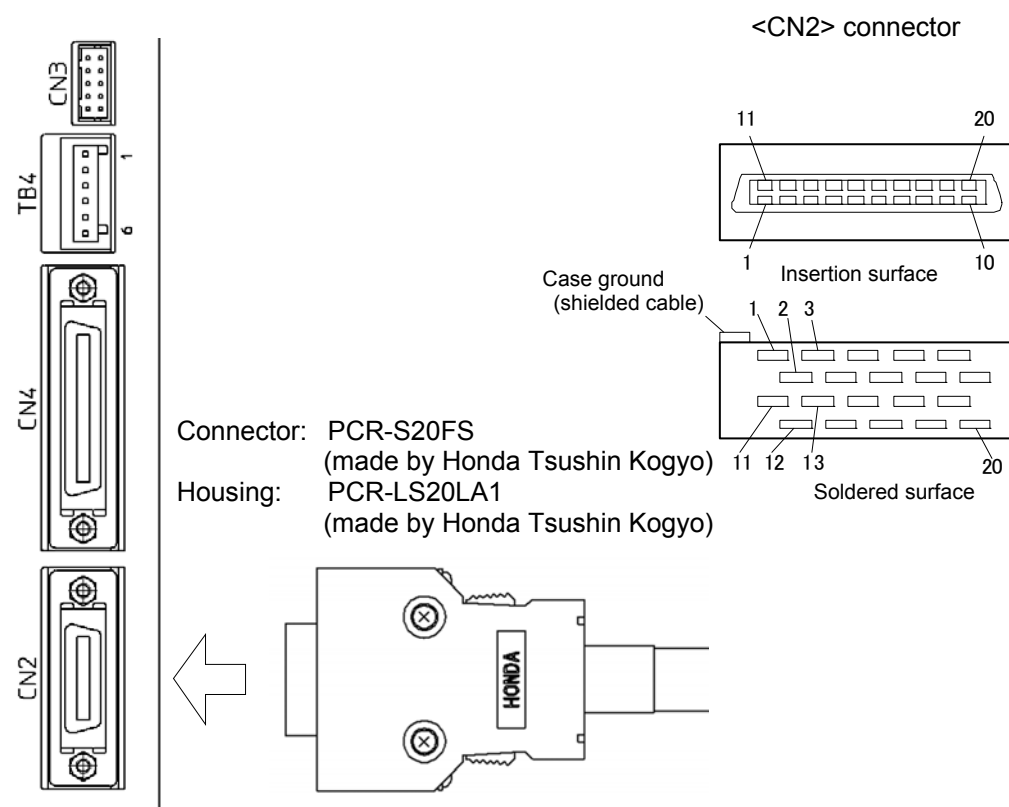 <CN2> connector
CN3
TB4
1
6
CN4
CN2
11 20
1 10
Insertion surface
Case ground
(shielded cable)
1 2 3
11 12 13 20
Soldered surface
Connector: PCR-S20FS
(made by Honda Tsushin Kogyo)
Housing: PCR-LS20LA1
(made by Honda Tsushin Kogyo)
HONDA